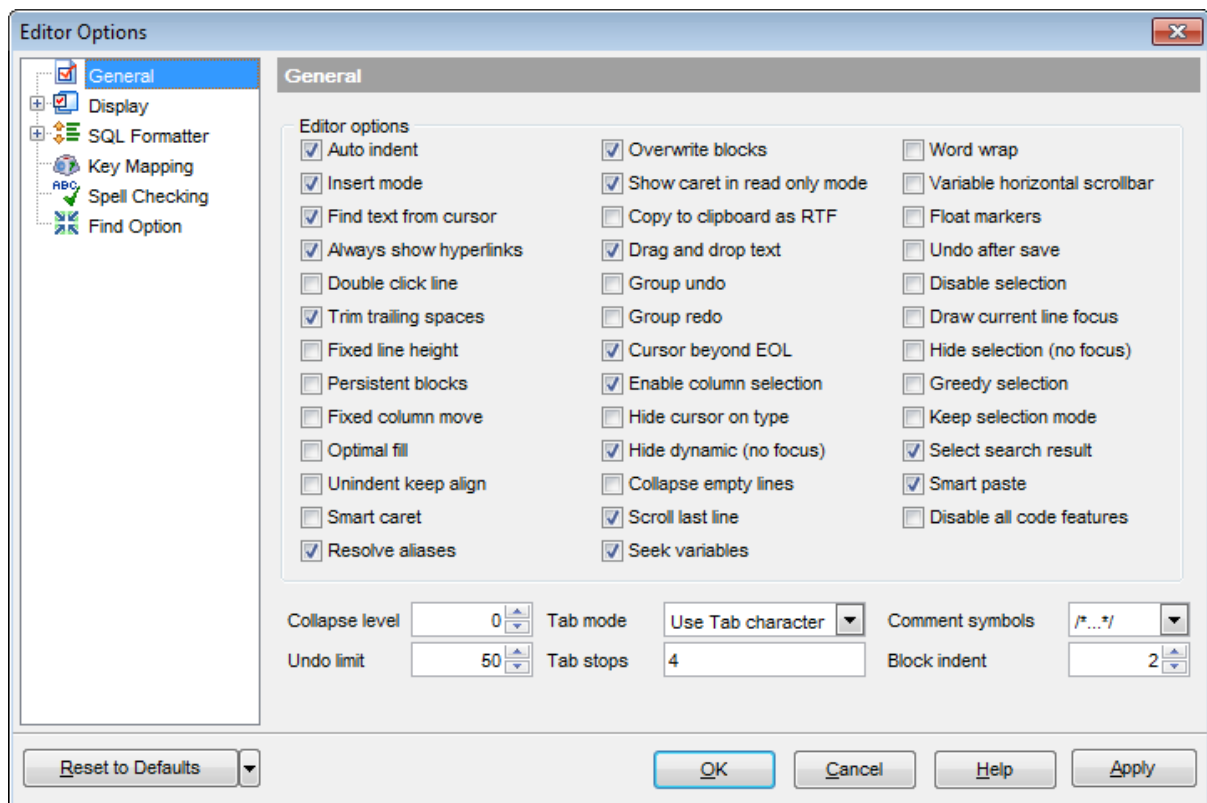 Editor Options
General
Display
SQL Formatter
Key Mapping
ABC
Spell Checking
Find Option
General
Editor options
Auto indent Overwrite blocks Word wrap
Insert mode Show caret in read only mode Variable horizontal scrollbar
Find text from cursor Copy to clipboard as RTF Float markers
Always show hyperlinks Drag and drop text Undo after save
Double click line Group undo Disable selection
Trim trailing spaces Group redo Draw current line focus
Fixed line height Cursor beyond EOL Hide selection (no focus)
Persistent blocks Enable column selection Greedy selection
Fixed column move Hide cursor on type Keep selection mode
Optimal fill Hide dynamic (no focus) Select search result
Unindent keep align Collapse empty lines Smart paste
Smart caret Scroll last line Disable all code features
Resolve aliases Seek variables
Collapse level 0 Tab mode Use Tab character Comment symbols /*...*/
Undo limit 50 Tab stops 4 Block indent 2
Reset to Defaults OK Cancel Help Apply